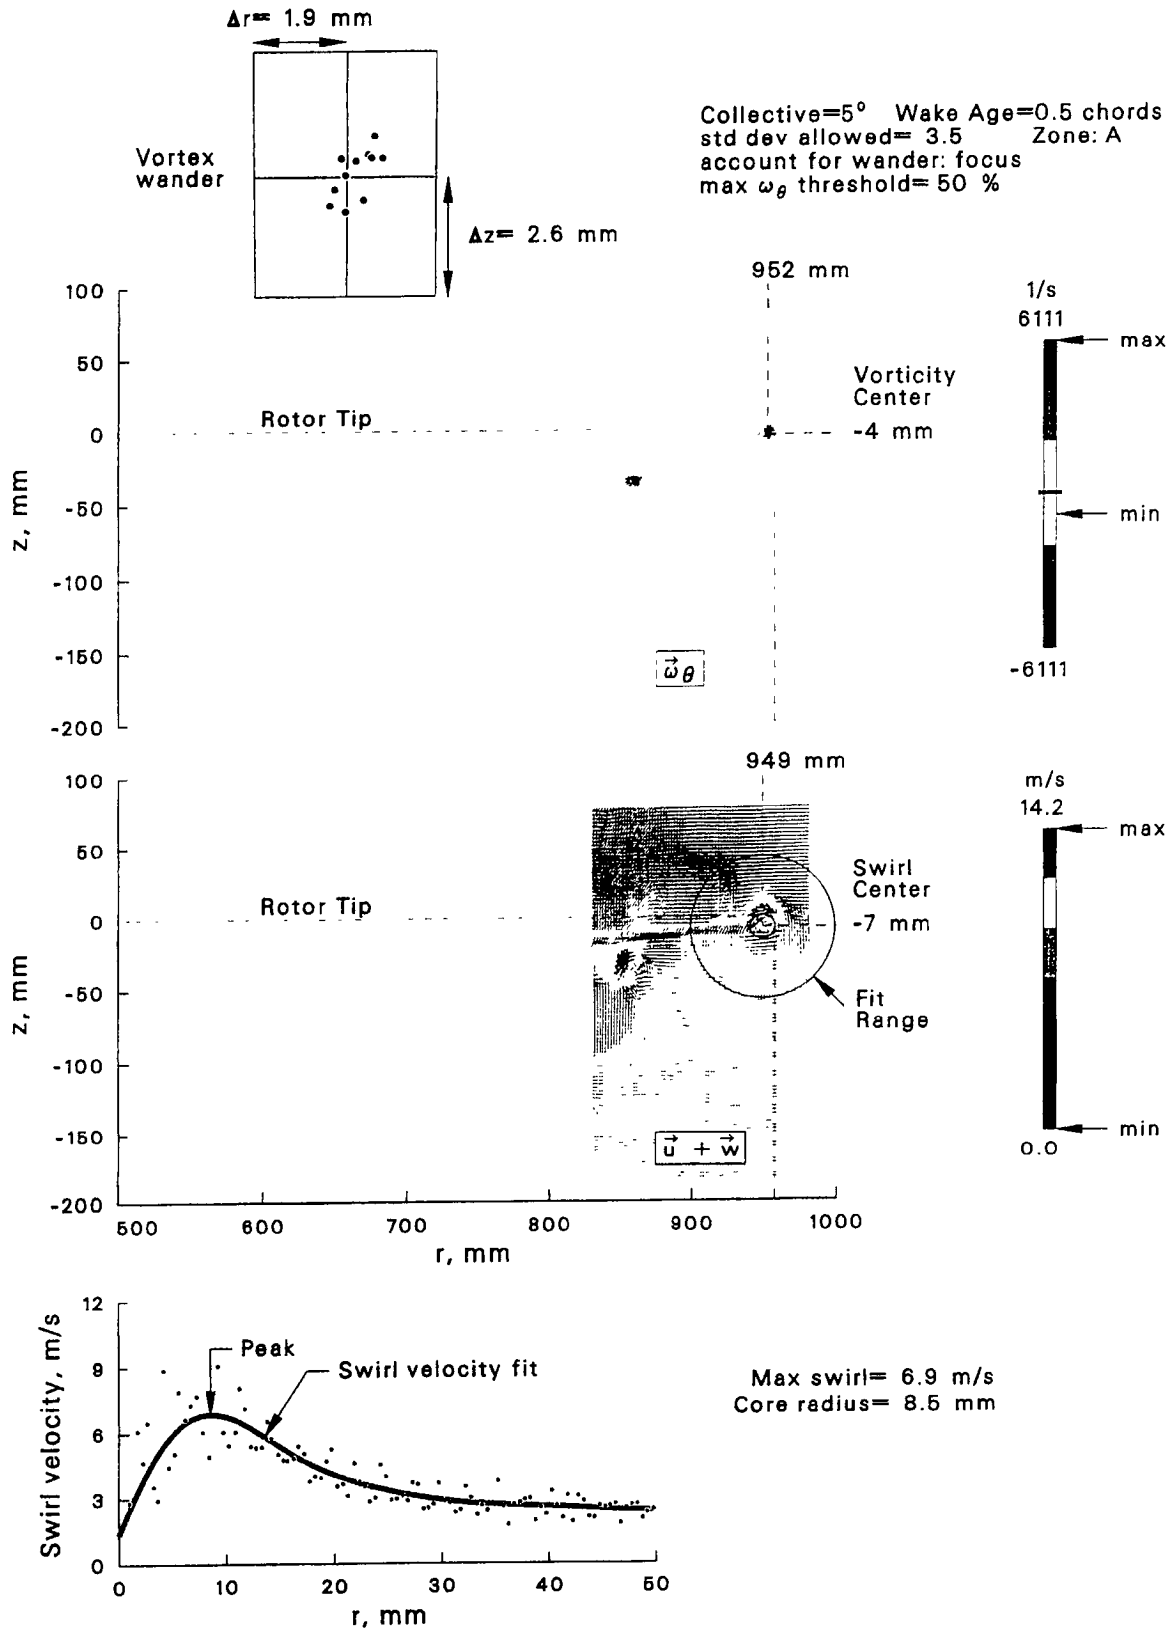 Δr= 1.9 mm
Vortex
wander
Δz= 2.6 mm
Collective=5° Wake Age=0.5 chords
std dev allowed= 3.5 Zone: A
account for wander: focus
max ωθ threshold= 50 %
952 mm
1/s
6111
max
min
-6111
Vorticity
Center
-4 mm
Rotor Tip
100
50
0
-50
-100
-150
-200
z, mm
ωθ
949 mm
m/s
14.2
max
min
0.0
Swirl
Center
-7 mm
Fit
Range
Rotor Tip
100
50
0
-50
-100
-150
-200
z, mm
u + w
500 600 700 800 900 1000
r, mm
12
9
6
3
0
Swirl velocity, m/s
Peak
Swirl velocity fit
Max swirl= 6.9 m/s
Core radius= 8.5 mm
0 10 20 30 40 50
r, mm